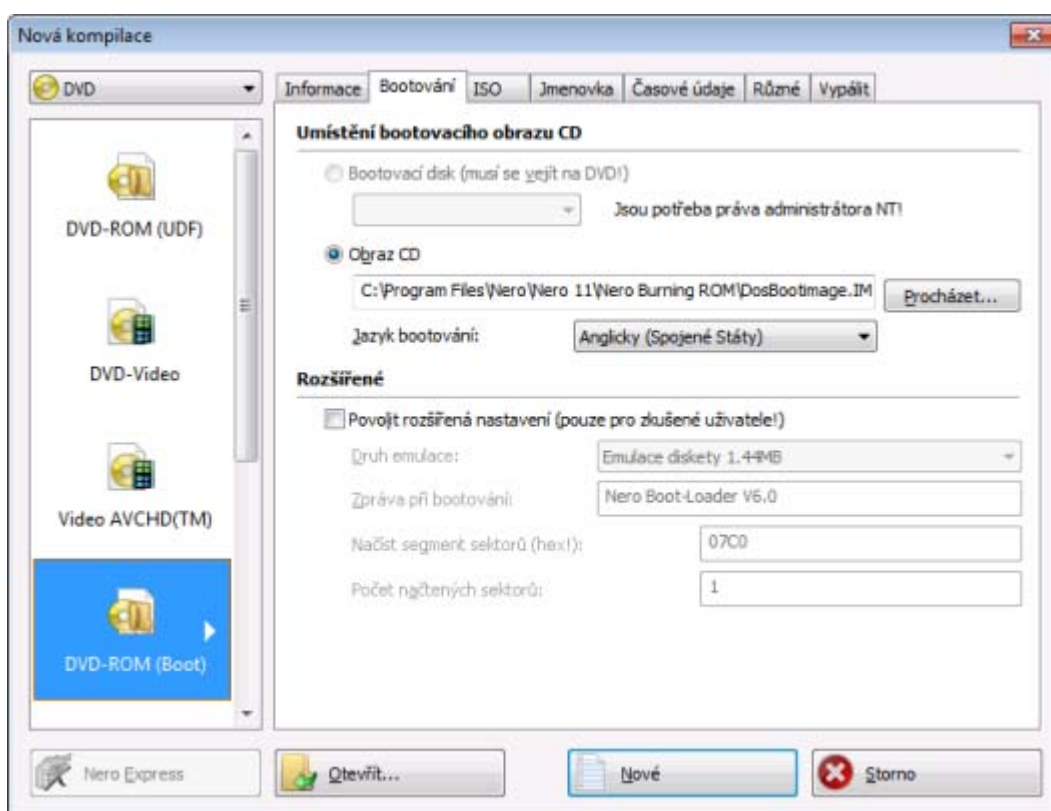 Nová kompilace
DVD
Informace Bootování ISO Jmenovka Časové údaje Různé Vypálit
Umístění bootovacího obrazu CD
Bootovací disk (musí se vejít na DVD!)
Jsou potřeba práva administrátora NT!
Obraz CD
C:\Program Files\Nero\Nero 11\Nero Burning ROM\DosBootimage.IM
Procházet...
Jazyk bootování:
Anglicky (Spojené Státy)
Rozšířené
Povolit rozšířená nastavení (pouze pro zkušené uživatele!)
Druh emulace:
Emulace diskety 1.44MB
Zpráva při bootování:
Nero Boot-Loader V6.0
Načíst segment sektorů (hex!):
07C0
Počet načtených sektorů:
1
DVD-ROM (UDF)
DVD-Video
Video AVCHD(TM)
DVD-ROM (Boot)
Nero Express
Otevřít...
Nové
Storno